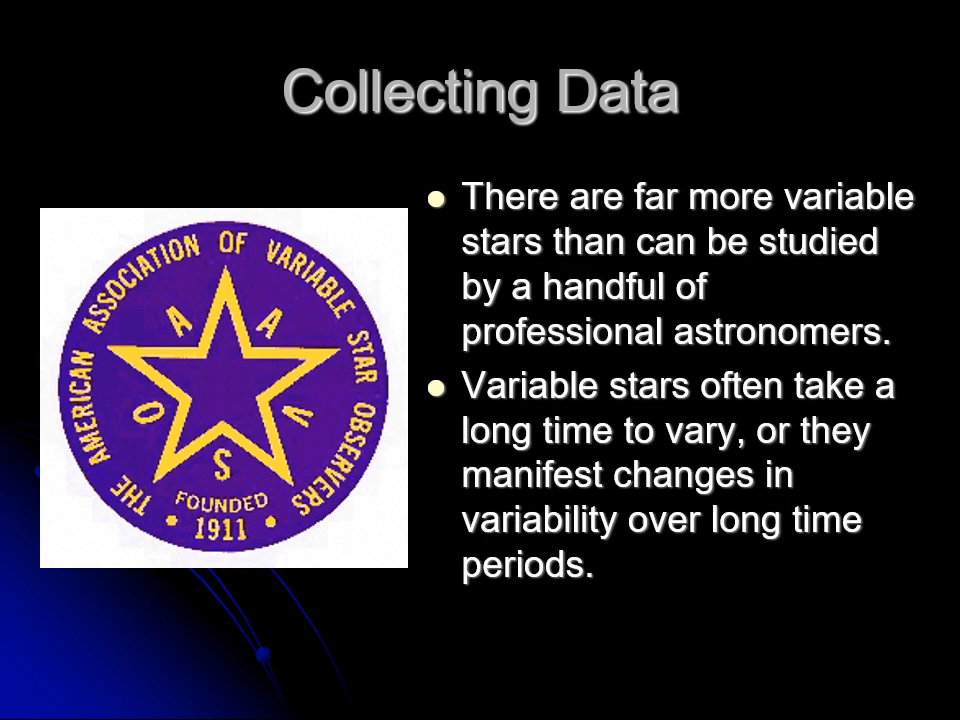 Collecting Data
THE AMERICAN ASSOCIATION OF VARIABLE STAR OBSERVERS
A A V S O
FOUNDED
• 1911 •
There are far more variable
stars than can be studied
by a handful of
professional astronomers.
Variable stars often take a
long time to vary, or they
manifest changes in
variability over long time
periods.